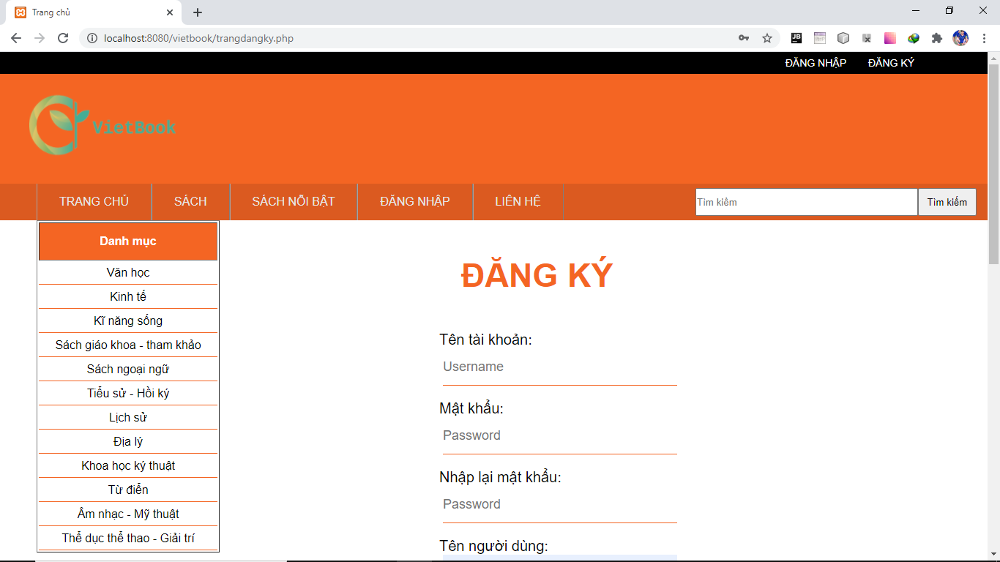 Trang chủ
localhost:8080/vietbook/trangdangky.php
ĐĂNG NHẬP ĐĂNG KÝ
VietBook
TRANG CHỦ SÁCH SÁCH NỔI BẬT ĐĂNG NHẬP LIÊN HỆ Tìm kiếm Tìm kiếm
Danh mục
Văn học
Kinh tế
Kĩ năng sống
Sách giáo khoa - tham khảo
Sách ngoại ngữ
Tiểu sử - Hồi ký
Lịch sử
Địa lý
Khoa học ký thuật
Từ điển
Âm nhạc - Mỹ thuật
Thể dục thể thao - Giải trí
ĐĂNG KÝ
Tên tài khoản:
Username
Mật khẩu:
Password
Nhập lại mật khẩu:
Password
Tên người dùng: